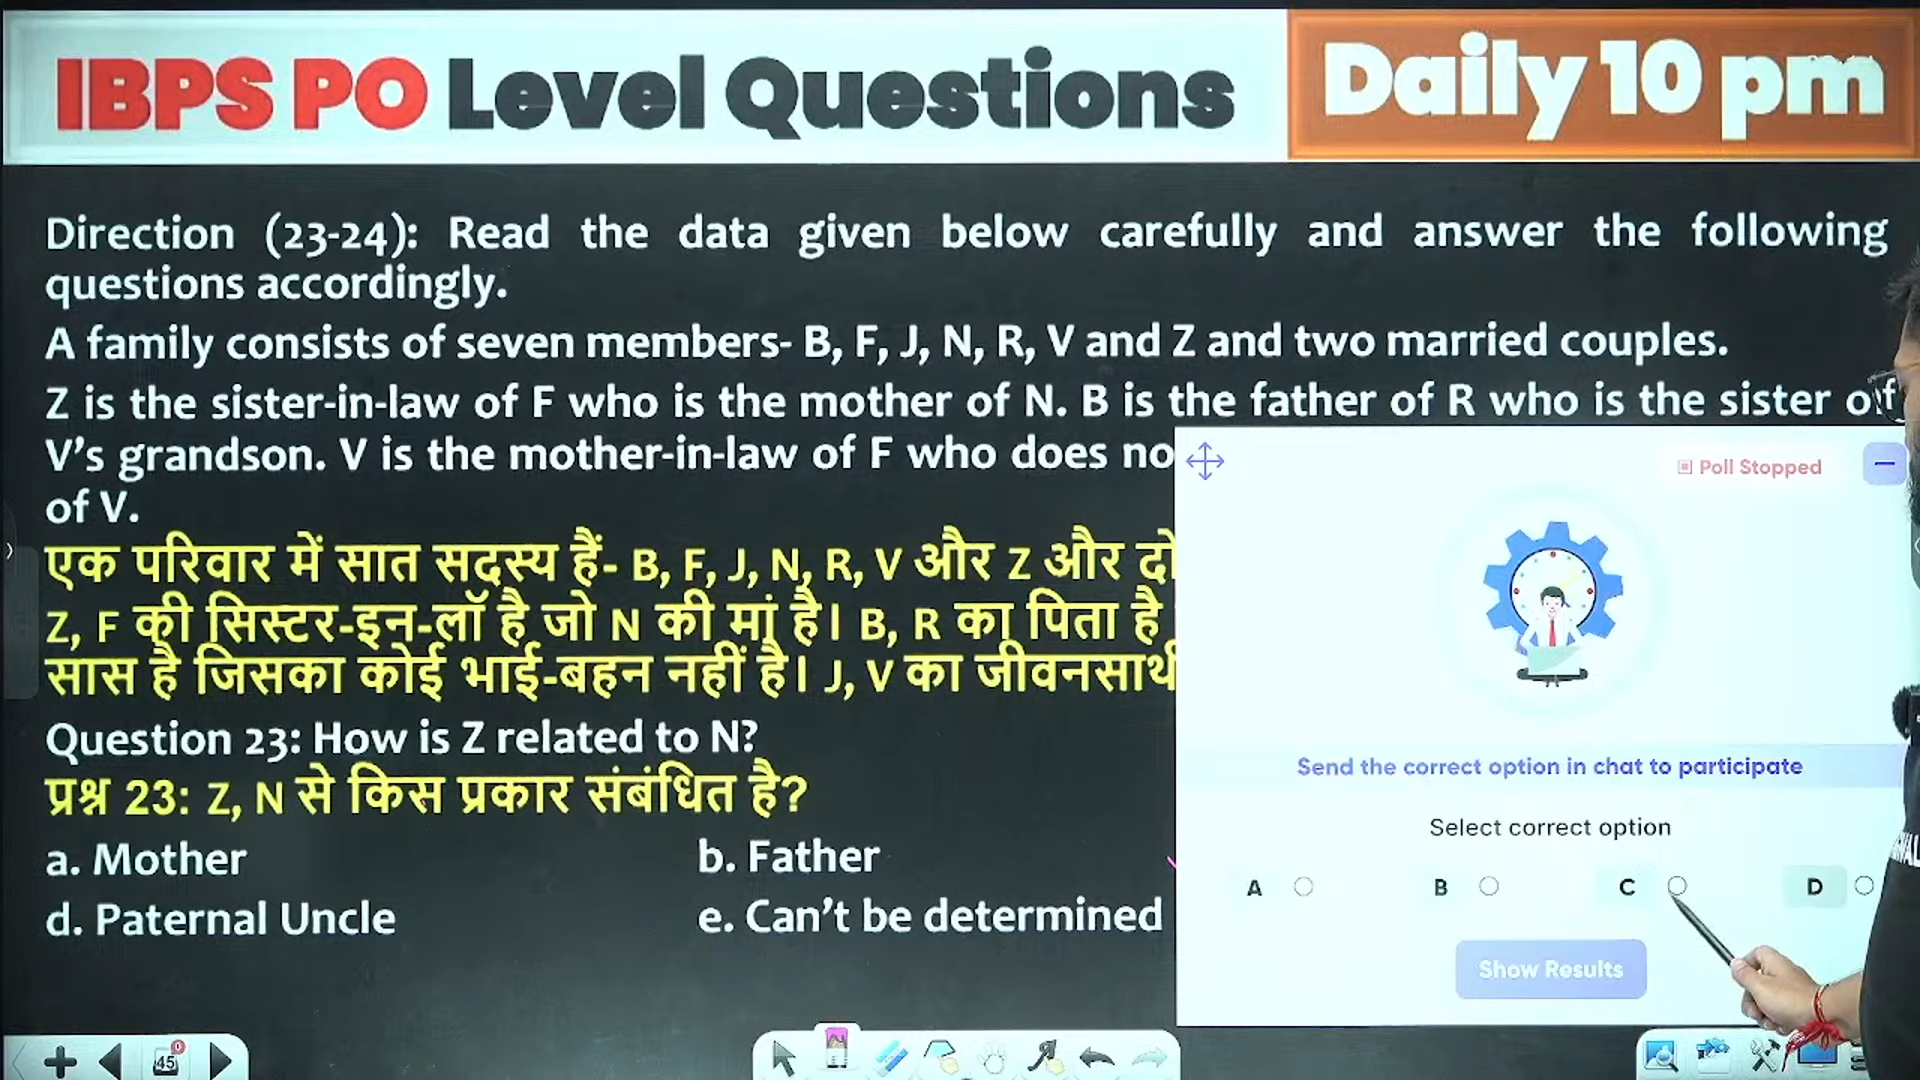 IBPS PO Level Questions
Daily 10 pm
Direction (23-24): Read the data given below carefully and answer the following
questions accordingly.
A family consists of seven members- B, F, J, N, R, V and Z and two married couples.
Z is the sister-in-law of F who is the mother of N. B is the father of R who is the sister of
V's grandson. V is the mother-in-law of F who does no
of V.
एक परिवार में सात सदस्य हैं- B, F, J, N, R, V और Z और दो
Z, F की सिस्टर-इन-लॉ है जो N की मां है। B, R का पिता है
सास है जिसका कोई भाई-बहन नहीं है। J, V का जीवनसाथी
Question 23: How is Z related to N?
प्रश्न 23: Z, N से किस प्रकार संबंधित है?
a. Mother
b. Father
d. Paternal Uncle
e. Can't be determined
Poll Stopped
Send the correct option in chat to participate
Select correct option
A
B
C
D
Show Results
45
0